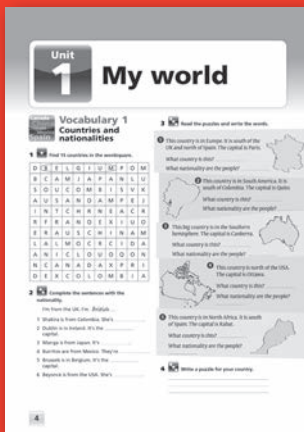 Unit
1
My world
Canada
Spain
Vocabulary 1
Countries and
nationalities
1 Find 15 countries in the wordsquare.
D B E L G I U M P O M
B C A M J A P A N L U
S O U C O M B I S V K
A U S A N D A M P E J
I N T C H R N E A C R
N F R A N O E X I U O
E R A U S C H I N A M
L A L M O C R C I D A
A N I C L O U O D O N
N C A N A D A X P R I
D E X C O L O M B I A
2 Complete the sentences with the
nationality.
I'm from the UK. I'm British .
1 Shakira is from Colombia. She's
2 Dublin is in Ireland. It's the
capital.
3 Manga is from Japan. It's
4 Burritos are from Mexico. They're
5 Brussels is in Belgium. It's the
capital.
6 Beyoncé is from the USA. She's
3 Read the puzzles and write the words.
1 This country is in Europe. It is south of the
UK and north of Spain. The capital is Paris.
What country is this?
What nationality are the people?
2 This country is in South America. It is
south of Colombia. The capital is Quito.
What country is this?
What nationality are the people?
3 This big country is in the Southern
hemisphere. The capital is Canberra.
What country is this?
What nationality are the people?
4 This country is north of the USA.
The capital is Ottawa.
What country is this?
What nationality are the people?
5 This country is in North Africa. It is south
of Spain. The capital is Rabat.
What country is this?
What nationality are the people?
4 Write a puzzle for your country.
4